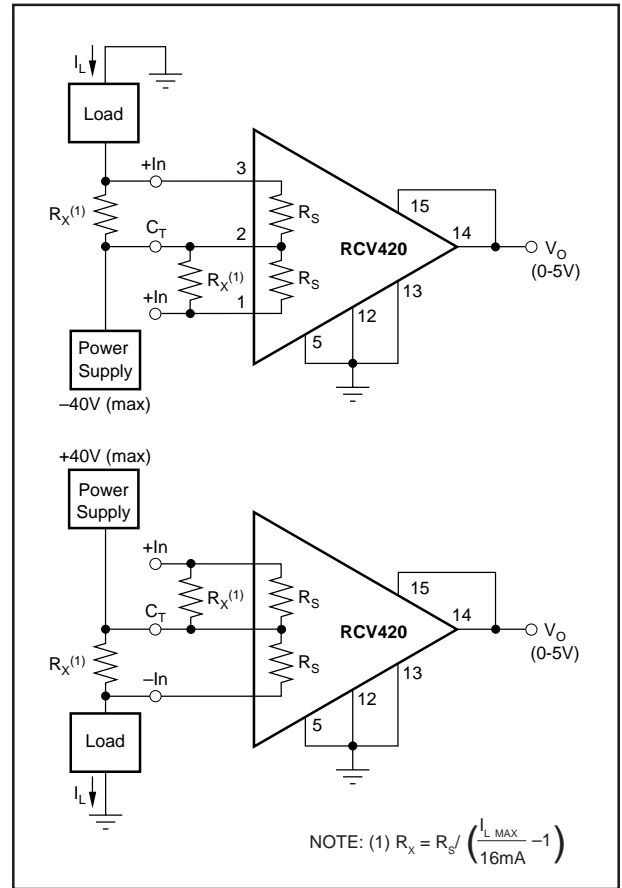 I_L
Load
+In
3
15
R_X(1)
R_S
14
C_T
2
RCV420
V_O
(0-5V)
R_X(1)
R_S
13
+In
1
12
5
Power
Supply
–40V (max)
+40V (max)
Power
Supply
+In
15
R_X(1)
R_S
14
C_T
RCV420
V_O
(0-5V)
R_X(1)
R_S
13
–In
12
5
Load
I_L
NOTE: (1) R_X = R_S/ (I_L MAX/16mA –1)